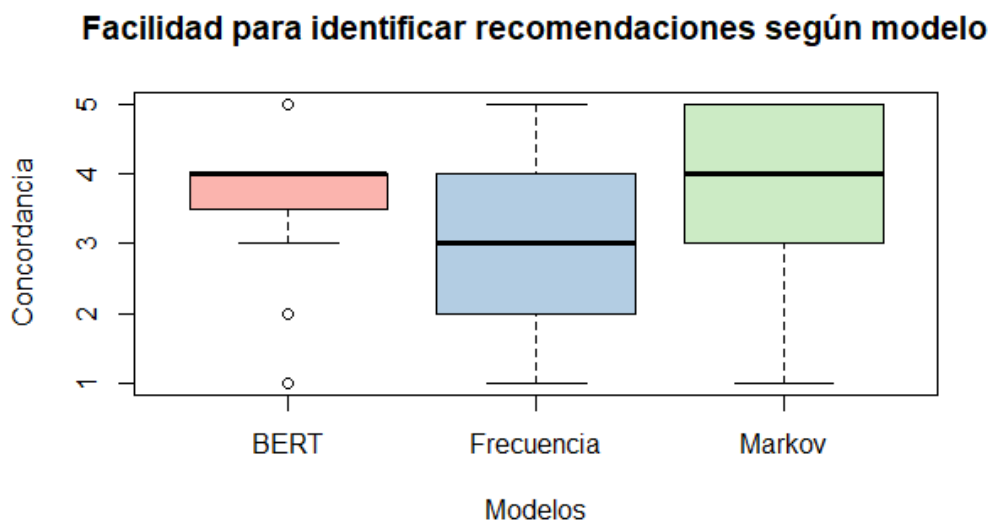 Facilidad para identificar recomendaciones según modelo
Concordancia
5
4
3
2
1
BERT Frecuencia Markov
Modelos